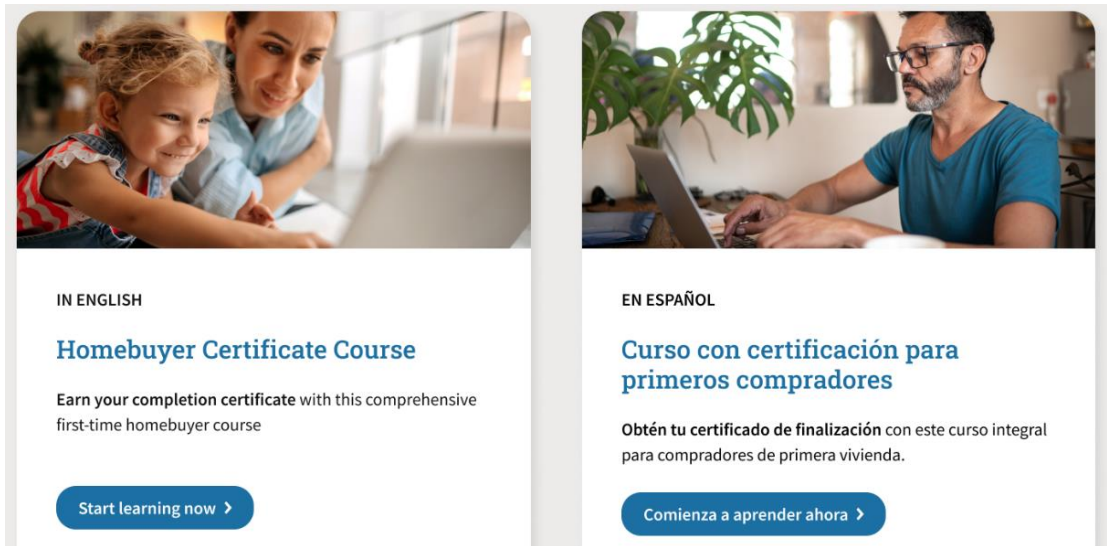 IN ENGLISH
Homebuyer Certificate Course
Earn your completion certificate with this comprehensive
first-time homebuyer course
Start learning now
EN ESPAÑOL
Curso con certificación para
primeros compradores
Obtén tu certificado de finalización con este curso integral
para compradores de primera vivienda.
Comienza a aprender ahora